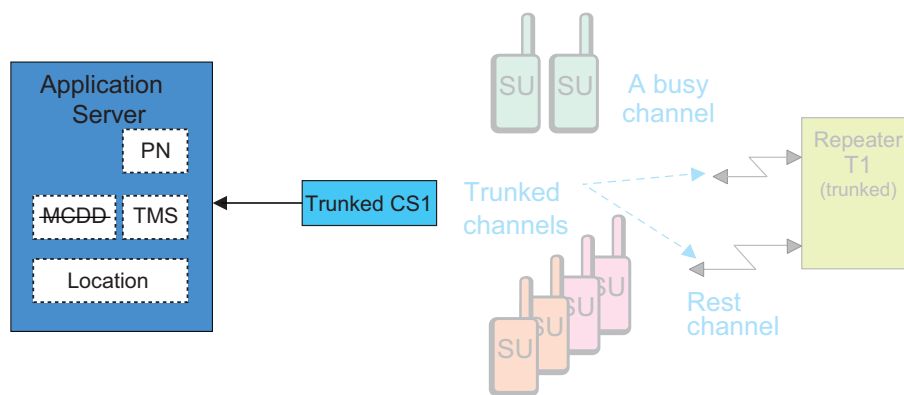 Application
Server
PN
MCDD
TMS
Location
Trunked CS1
SU
SU
A busy
channel
Trunked
channels
Repeater
T1
(trunked)
SU
SU
SU
SU
Rest
channel